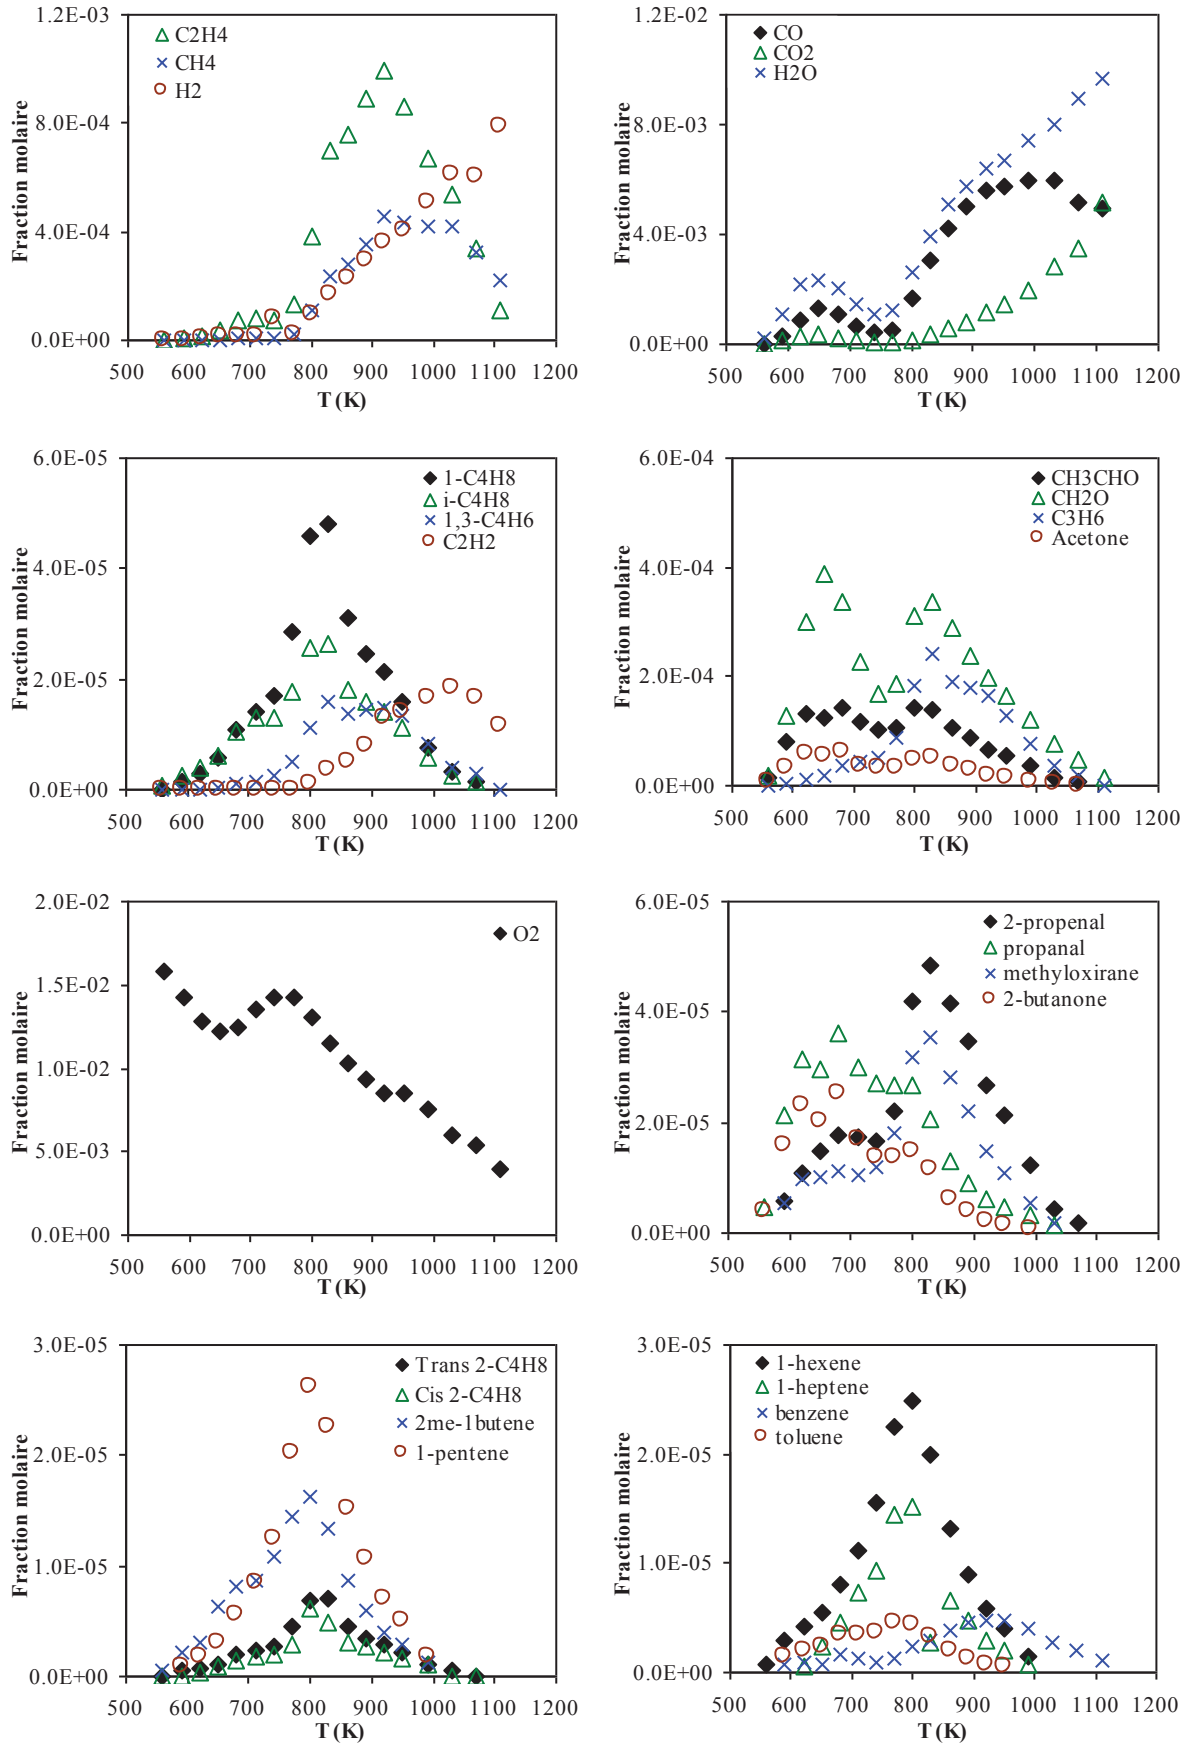 1.2E-03
8.0E-04
4.0E-04
0.0E+00
Fraction molaire
C2H4
CH4
H2
500 600 700 800 900 1000 1100 1200
T (K)
1.2E-02
8.0E-03
4.0E-03
0.0E+00
Fraction molaire
CO
CO2
H2O
500 600 700 800 900 1000 1100 1200
T (K)
6.0E-05
4.0E-05
2.0E-05
0.0E+00
Fraction molaire
1-C4H8
i-C4H8
1,3-C4H6
C2H2
500 600 700 800 900 1000 1100 1200
T (K)
6.0E-04
4.0E-04
2.0E-04
0.0E+00
Fraction molaire
CH3CHO
CH2O
C3H6
Acetone
500 600 700 800 900 1000 1100 1200
T (K)
2.0E-02
1.5E-02
1.0E-02
5.0E-03
0.0E+00
Fraction molaire
O2
500 600 700 800 900 1000 1100 1200
T (K)
6.0E-05
4.0E-05
2.0E-05
0.0E+00
Fraction molaire
2-propenal
propanal
methyloxirane
2-butanone
500 600 700 800 900 1000 1100 1200
T (K)
3.0E-05
2.0E-05
1.0E-05
0.0E+00
Fraction molaire
Trans 2-C4H8
Cis 2-C4H8
2me-1butene
1-pentene
500 600 700 800 900 1000 1100 1200
T (K)
3.0E-05
2.0E-05
1.0E-05
0.0E+00
Fraction molaire
1-hexene
1-heptene
benzene
toluene
500 600 700 800 900 1000 1100 1200
T (K)